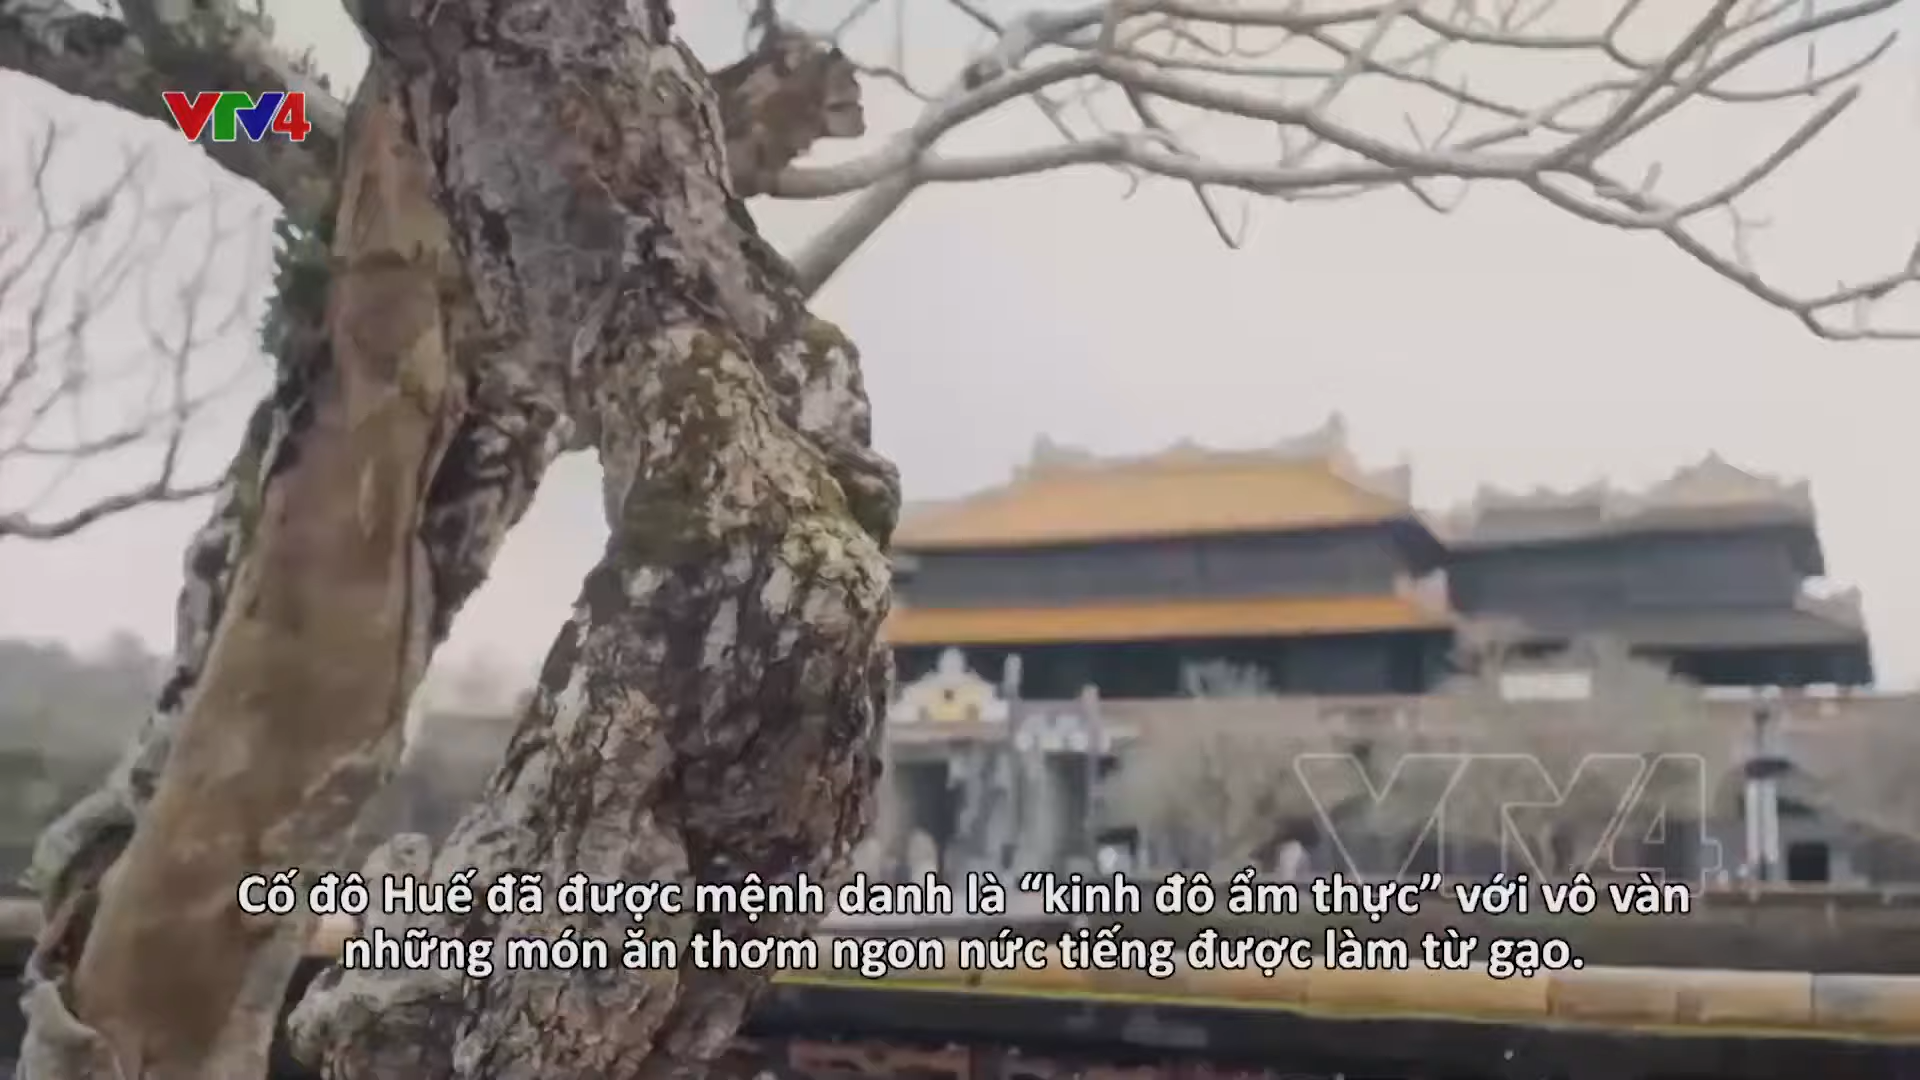 VTV4
VTV4
Cố đô Huế đã được mệnh danh là “kinh đô ẩm thực” với vô vàn
những món ăn thơm ngon nức tiếng được làm từ gạo.